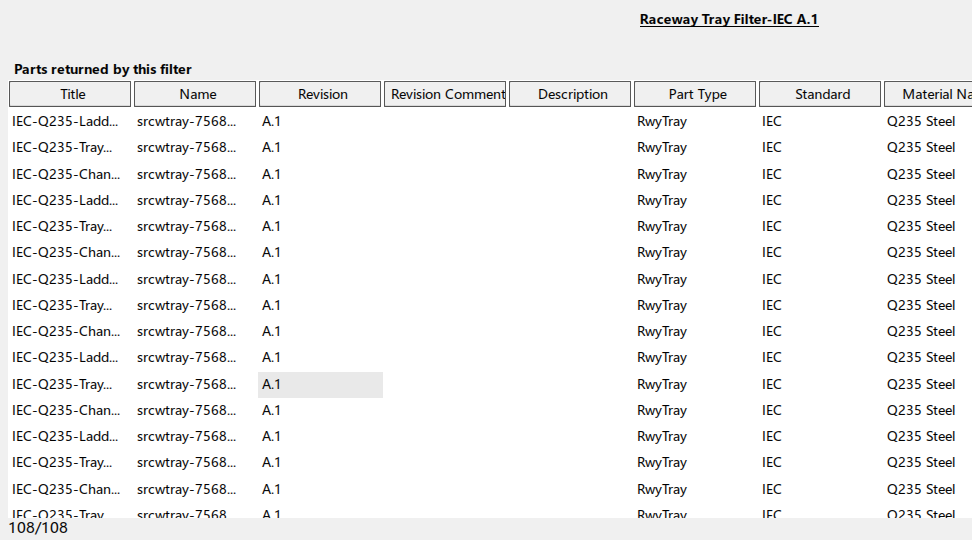 Raceway Tray Filter-IEC A.1
Parts returned by this filter
Title Name Revision Revision Comment Description Part Type Standard Material Na
IEC-Q235-Ladd... srcwtray-7568... A.1 RwyTray IEC Q235 Steel
IEC-Q235-Tray... srcwtray-7568... A.1 RwyTray IEC Q235 Steel
IEC-Q235-Chan... srcwtray-7568... A.1 RwyTray IEC Q235 Steel
IEC-Q235-Ladd... srcwtray-7568... A.1 RwyTray IEC Q235 Steel
IEC-Q235-Tray... srcwtray-7568... A.1 RwyTray IEC Q235 Steel
IEC-Q235-Chan... srcwtray-7568... A.1 RwyTray IEC Q235 Steel
IEC-Q235-Ladd... srcwtray-7568... A.1 RwyTray IEC Q235 Steel
IEC-Q235-Tray... srcwtray-7568... A.1 RwyTray IEC Q235 Steel
IEC-Q235-Chan... srcwtray-7568... A.1 RwyTray IEC Q235 Steel
IEC-Q235-Ladd... srcwtray-7568... A.1 RwyTray IEC Q235 Steel
IEC-Q235-Tray... srcwtray-7568... A.1 RwyTray IEC Q235 Steel
IEC-Q235-Chan... srcwtray-7568... A.1 RwyTray IEC Q235 Steel
IEC-Q235-Ladd... srcwtray-7568... A.1 RwyTray IEC Q235 Steel
IEC-Q235-Tray... srcwtray-7568... A.1 RwyTray IEC Q235 Steel
IEC-Q235-Chan... srcwtray-7568... A.1 RwyTray IEC Q235 Steel
IEC-Q235-Tray srcwtray-7568 A.1 RwyTray IEC Q235 Steel
108/108